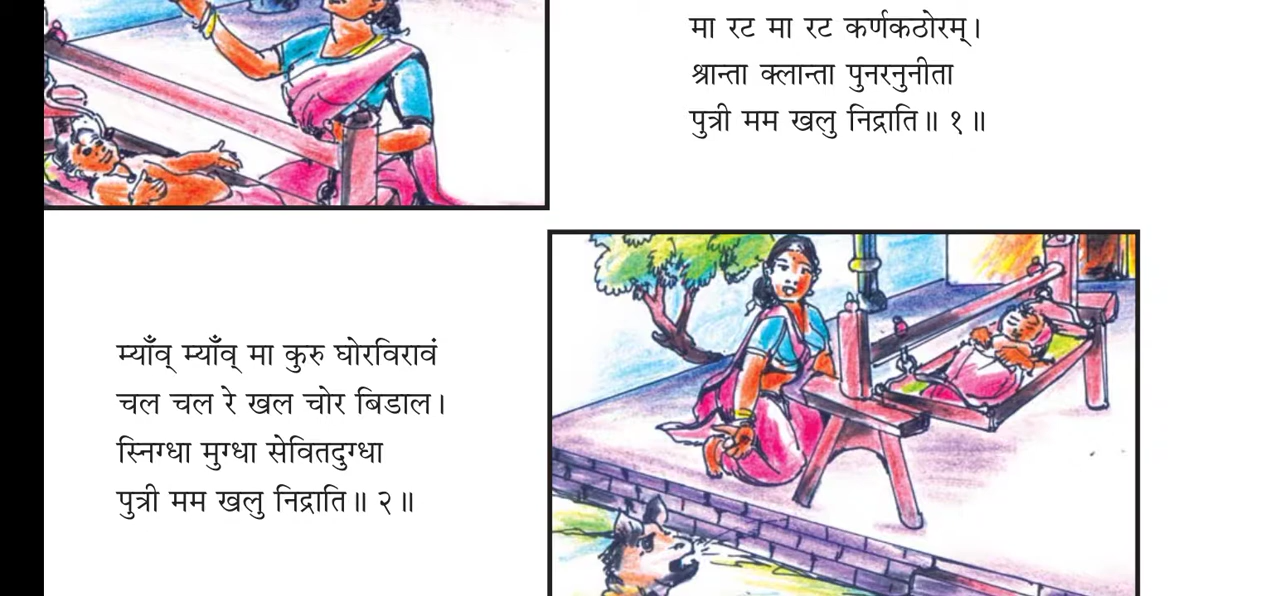 मा रट मा रट कर्णकठोरम्।
श्रान्ता क्लान्ता पुनरनुनीता
पुत्री मम खलु निद्राति॥ १॥
म्याँव् म्याँव् मा कुरु घोरविरावं
चल चल रे खल चोर बिडाल।
स्निग्धा मुग्धा सेवितदुग्धा
पुत्री मम खलु निद्राति॥ २॥